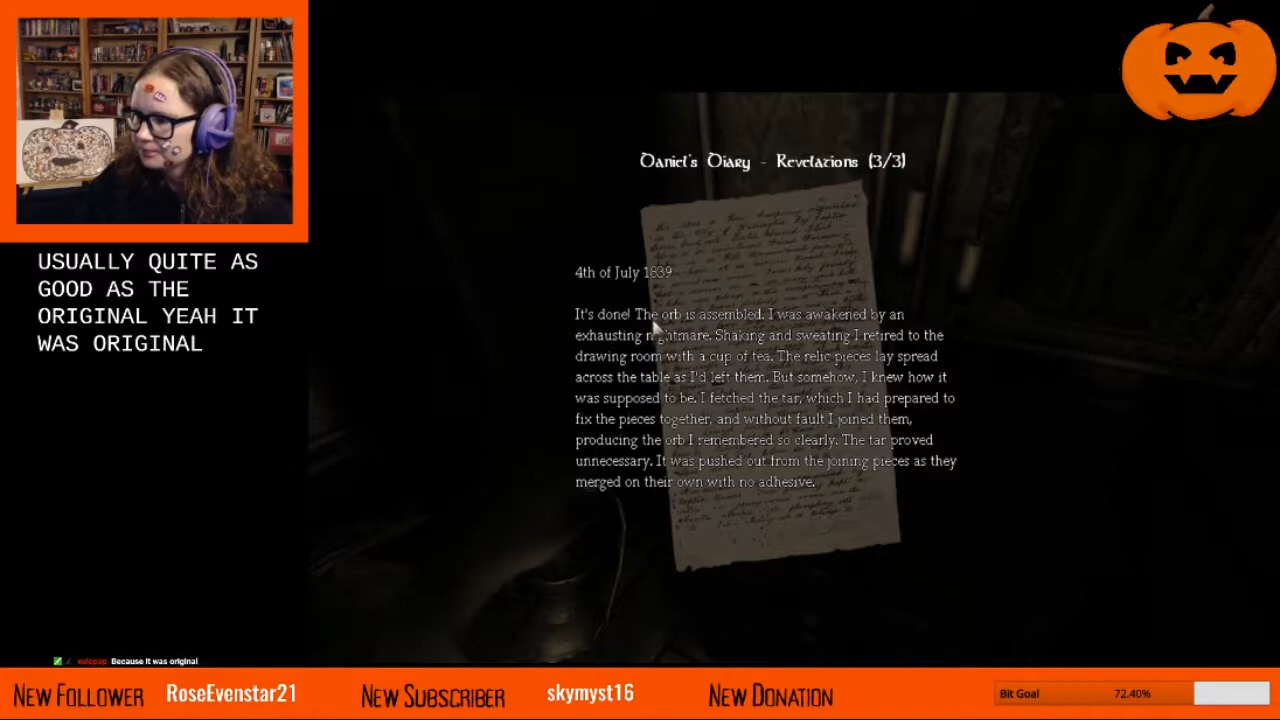 USUALLY QUITE AS
GOOD AS THE
ORIGINAL YEAH IT
WAS ORIGINAL
Daniel's Diary - Revelations (3/3)
4th of July 1839
It's done! The orb is assembled. I was awakened by an
exhausting nightmare. Shaking and sweating I retired to the
drawing room with a cup of tea. The relic pieces lay spread
across the table as I'd left them. But somehow, I knew how it
was supposed to be. I fetched the tar, which I had prepared to
fix the pieces together, and without fault I joined them,
producing the orb I remembered so clearly. The tar proved
unnecessary. It was pushed out from the joining pieces as they
merged on their own with no adhesive.
Because it was original
New Follower RoseEvenstar21 New Subscriber skymyst16 New Donation Bit Goal 72.40%